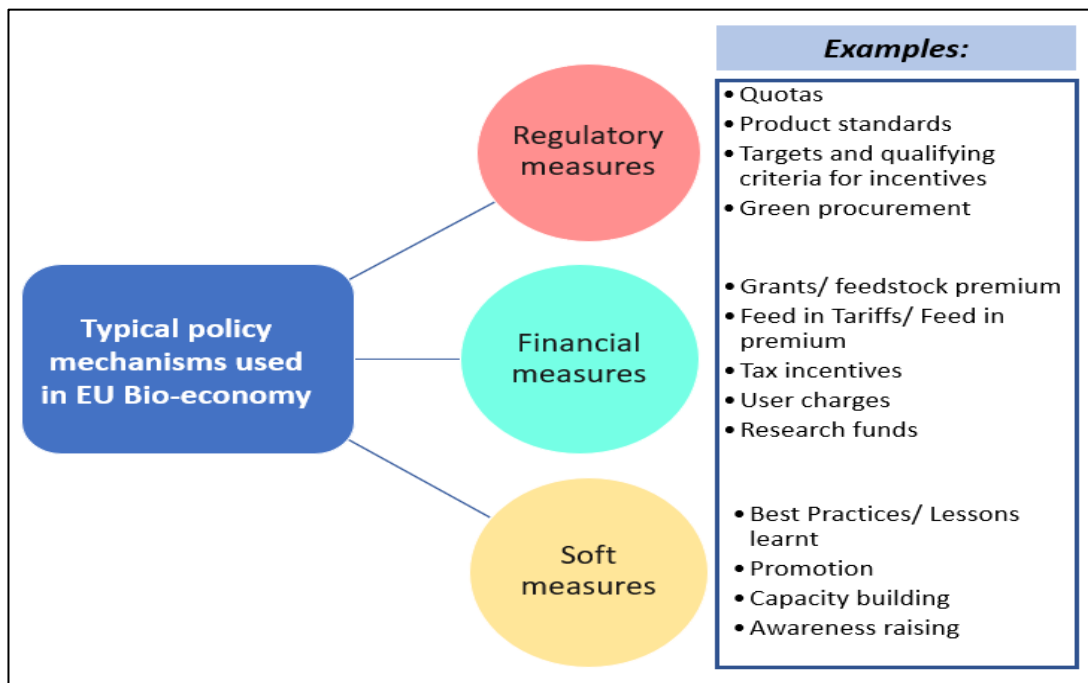 Typical policy
mechanisms used
in EU Bio-economy
Regulatory
measures
Financial
measures
Soft
measures
Examples:
• Quotas
• Product standards
• Targets and qualifying
criteria for incentives
• Green procurement
• Grants/ feedstock premium
• Feed in Tariffs/ Feed in
premium
• Tax incentives
• User charges
• Research funds
• Best Practices/ Lessons
learnt
• Promotion
• Capacity building
• Awareness raising